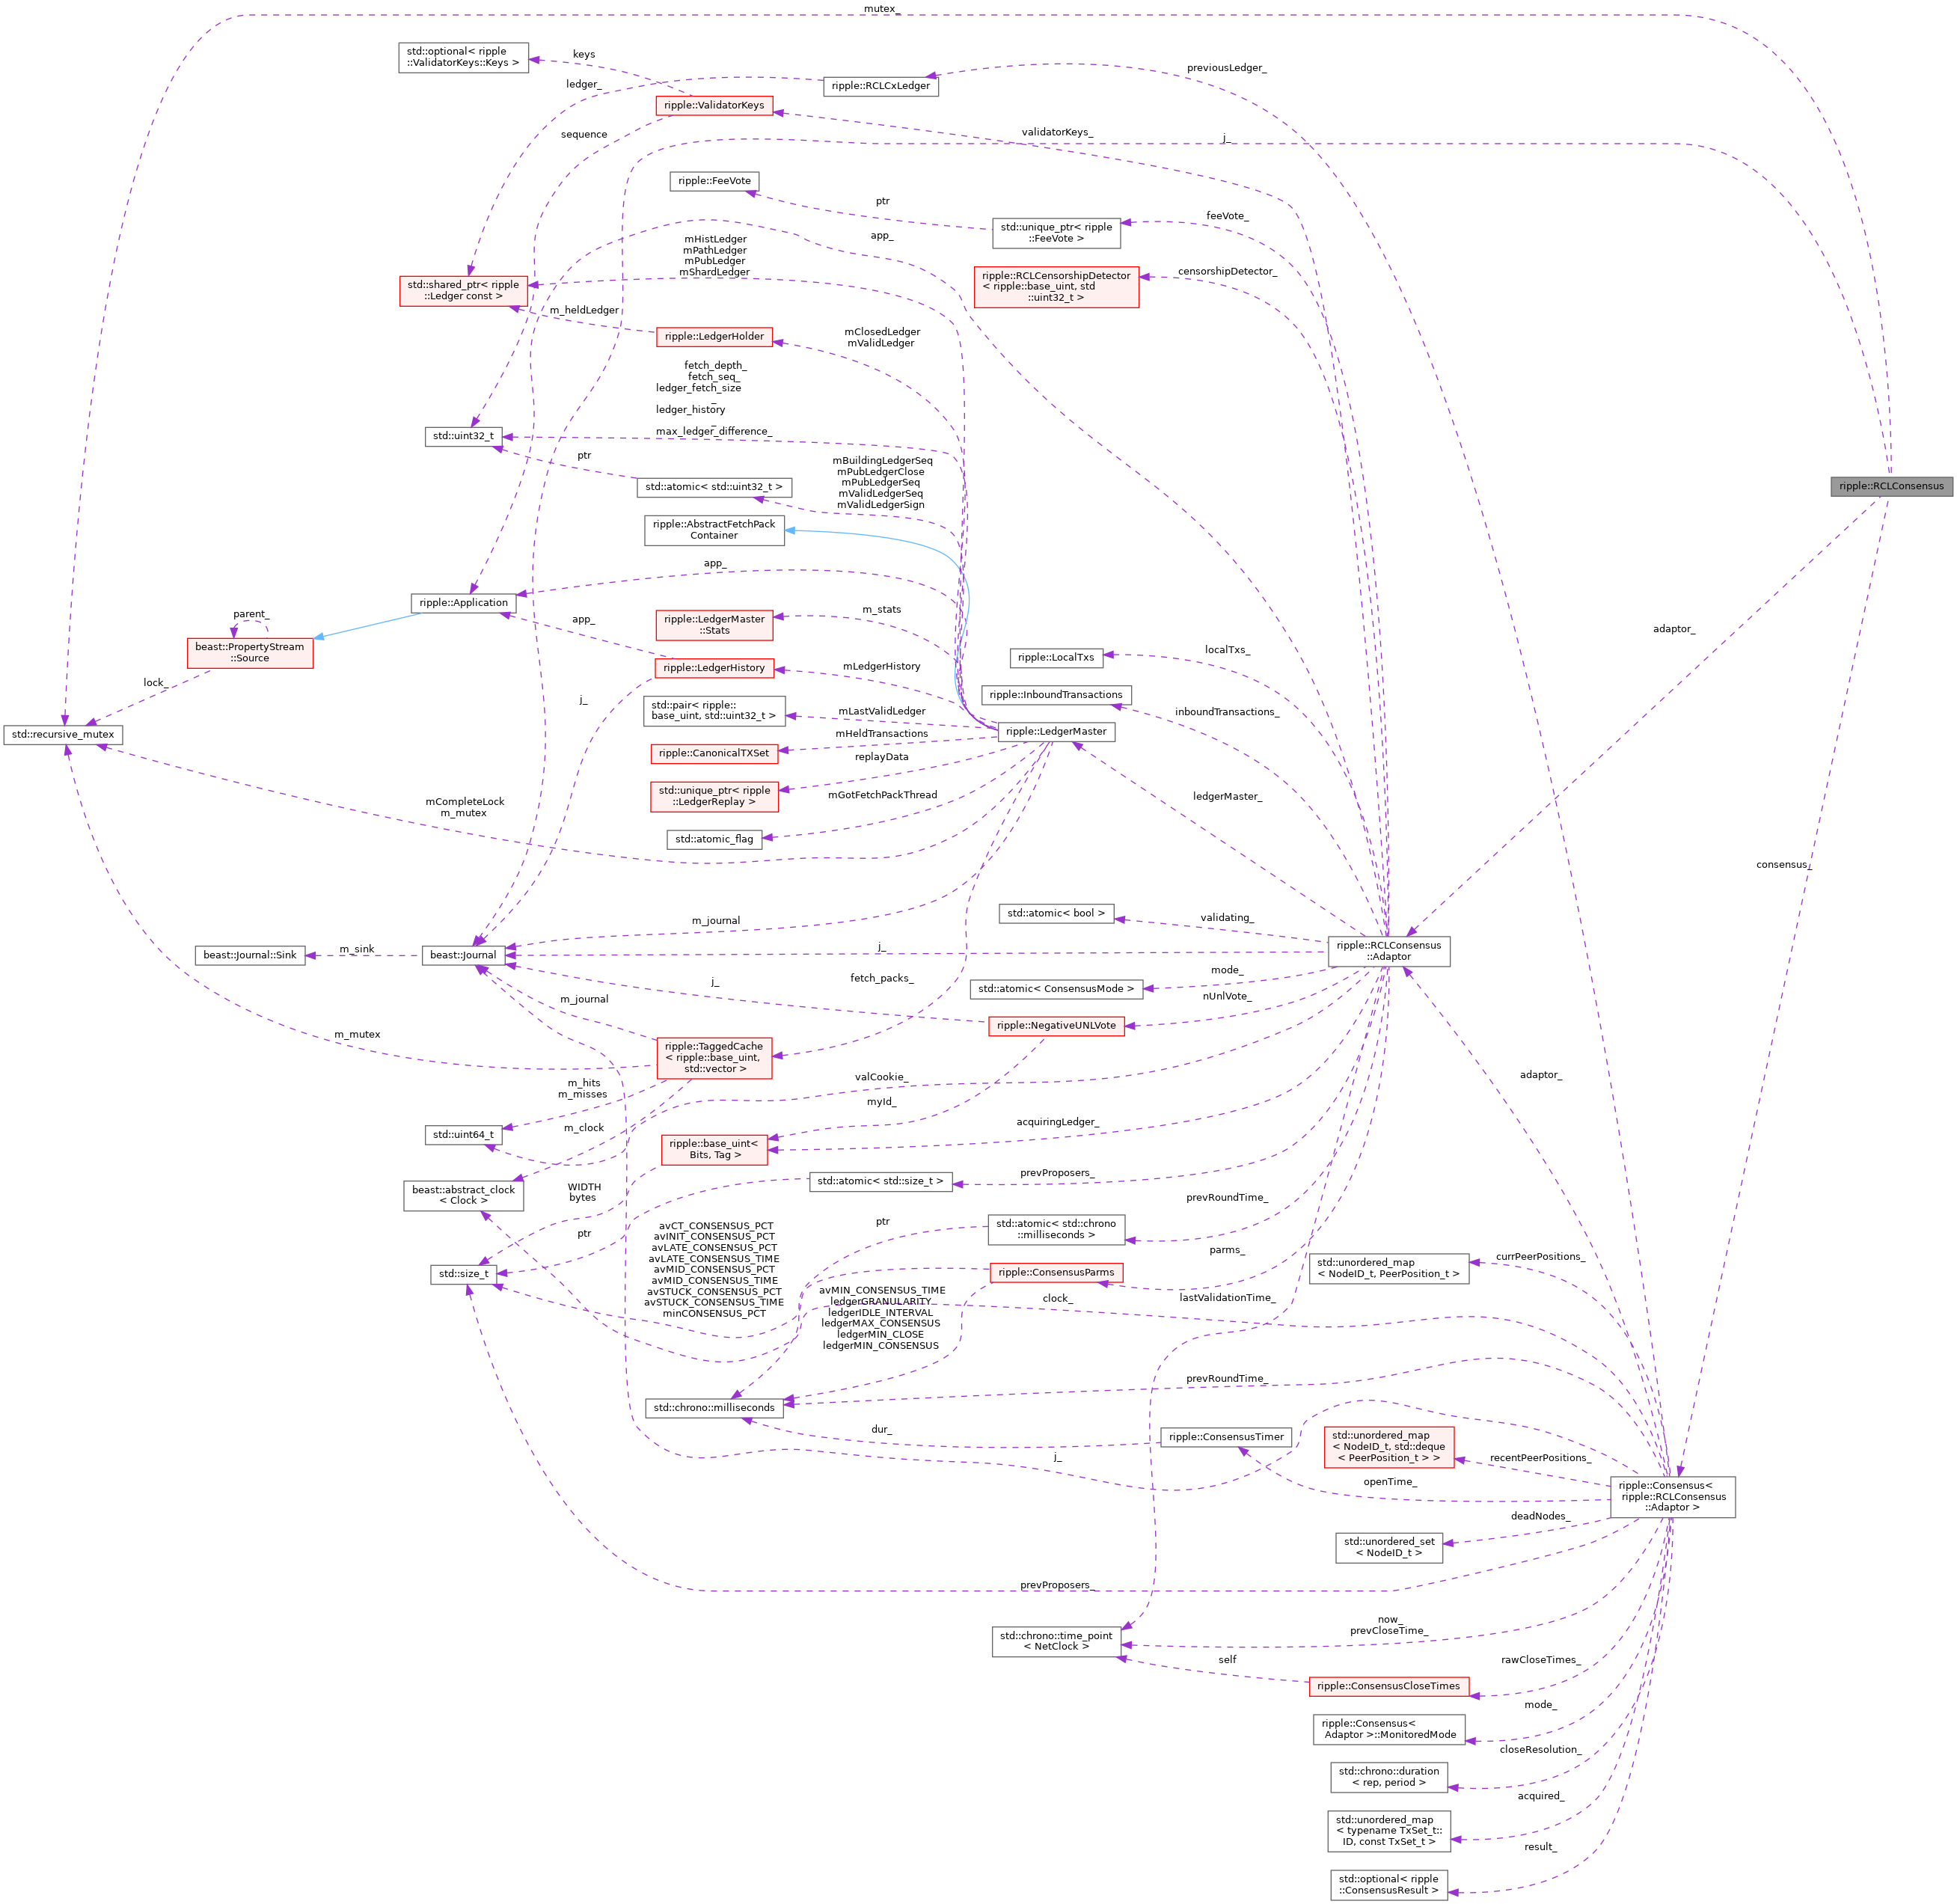 mutex_
std::optional< ripple
::ValidatorKeys::Keys >
keys
previousLedger_
ledger_
ripple::RCLCxLedger
ripple::ValidatorKeys
sequence
validatorKeys_
j_
ripple::FeeVote
ptr
feeVote_
std::unique_ptr< ripple
::FeeVote >
app_
mHistLedger
mPathLedger
mPubLedger
mShardLedger
censorshipDetector_
ripple::RCLCensorshipDetector
< ripple::base_uint, std
::uint32_t >
std::shared_ptr< ripple
::Ledger const >
m_heldLedger
ripple::LedgerHolder
mClosedLedger
mValidLedger
fetch_depth_
fetch_seq_
ledger_fetch_size
_
ledger_history
_
max_ledger_difference_
std::uint32_t
ptr
mBuildingLedgerSeq
mPubLedgerClose
mPubLedgerSeq
mValidLedgerSeq
mValidLedgerSign
std::atomic< std::uint32_t >
ripple::RCLConsensus
ripple::AbstractFetchPack
Container
app_
ripple::Application
parent_
m_stats
ripple::LedgerMaster
::Stats
app_
adaptor_
beast::PropertyStream
::Source
localTxs_
ripple::LocalTxs
ripple::LedgerHistory
mLedgerHistory
lock_
j_
ripple::InboundTransactions
std::pair< ripple::
base_uint, std::uint32_t >
mLastValidLedger
inboundTransactions_
std::recursive_mutex
mHeldTransactions
ripple::LedgerMaster
ripple::CanonicalTXSet
replayData
std::unique_ptr< ripple
::LedgerReplay >
mGotFetchPackThread
ledgerMaster_
mCompleteLock
m_mutex
std::atomic_flag
consensus_
m_journal
std::atomic< bool >
validating_
beast::Journal::Sink
m_sink
beast::Journal
j_
ripple::RCLConsensus
::Adaptor
j_
fetch_packs_
mode_
std::atomic< ConsensusMode >
m_journal
nUnlVote_
ripple::NegativeUNLVote
m_mutex
ripple::TaggedCache
< ripple::base_uint,
std::vector >
adaptor_
m_hits
m_misses
valCookie_
myId_
m_clock
acquiringLedger_
std::uint64_t
ripple::base_uint<
Bits, Tag >
prevProposers_
std::atomic< std::size_t >
beast::abstract_clock
< Clock >
WIDTH
bytes
prevRoundTime_
ptr
avCT_CONSENSUS_PCT
avINIT_CONSENSUS_PCT
avLATE_CONSENSUS_PCT
avLATE_CONSENSUS_TIME
avMID_CONSENSUS_PCT
avMID_CONSENSUS_TIME
avSTUCK_CONSENSUS_PCT
avSTUCK_CONSENSUS_TIME
minCONSENSUS_PCT
ptr
std::atomic< std::chrono
::milliseconds >
parms_
currPeerPositions_
std::unordered_map
< NodeID_t, PeerPosition_t >
std::size_t
ripple::ConsensusParms
avMIN_CONSENSUS_TIME
ledgerGRANULARITY
ledgerIDLE_INTERVAL
ledgerMAX_CONSENSUS
ledgerMIN_CLOSE
ledgerMIN_CONSENSUS
clock_
lastValidationTime_
prevRoundTime_
std::chrono::milliseconds
dur_
ripple::ConsensusTimer
std::unordered_map
< NodeID_t, std::deque
< PeerPosition_t > >
recentPeerPositions_
j_
openTime_
ripple::Consensus<
ripple::RCLConsensus
::Adaptor >
deadNodes_
std::unordered_set
< NodeID_t >
prevProposers_
now_
prevCloseTime_
std::chrono::time_point
< NetClock >
self
rawCloseTimes_
ripple::ConsensusCloseTimes
mode_
ripple::Consensus<
Adaptor >::MonitoredMode
closeResolution_
std::chrono::duration
< rep, period >
acquired_
std::unordered_map
< typename TxSet_t::
ID, const TxSet_t >
result_
std::optional< ripple
::ConsensusResult >